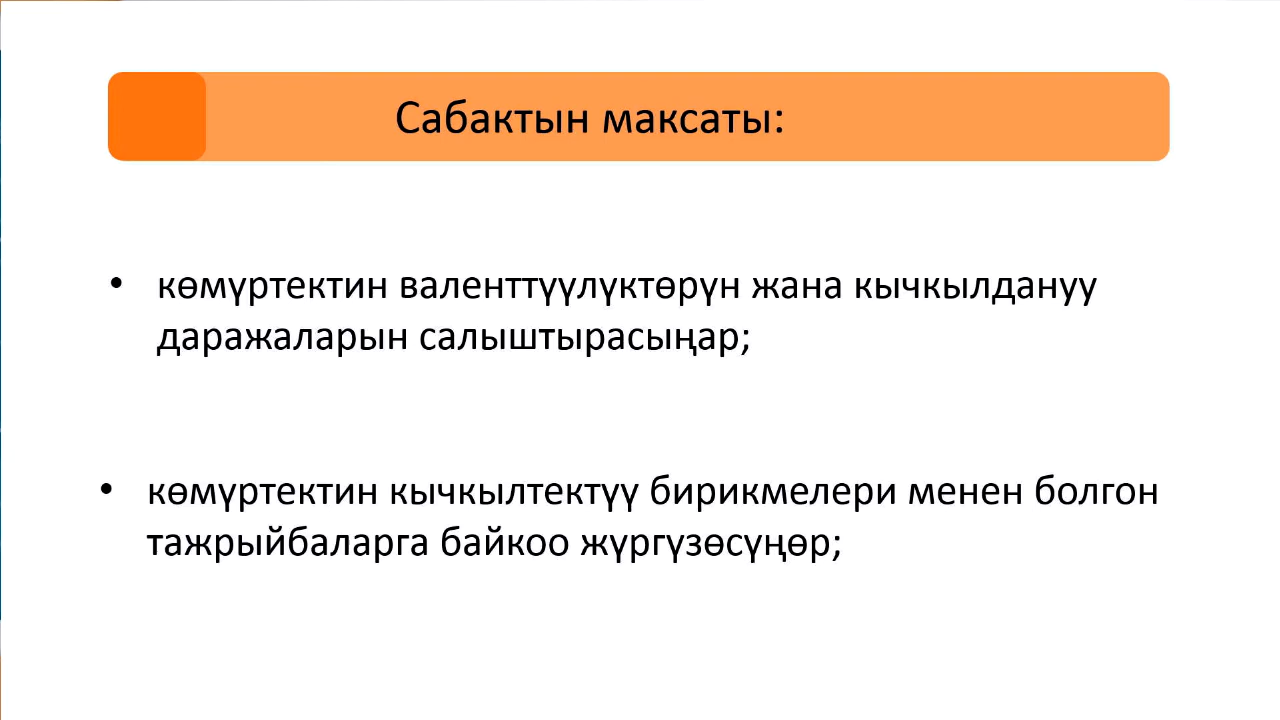 Сабактын максаты:
• көмүртектин валенттүүлүктөрүн жана кычкылдануу
даражаларын салыштырасыңар;
• көмүртектин кычкылтектүү бирикмелери менен болгон
тажрыйбаларга байкоо жүргүзөсүңөр;